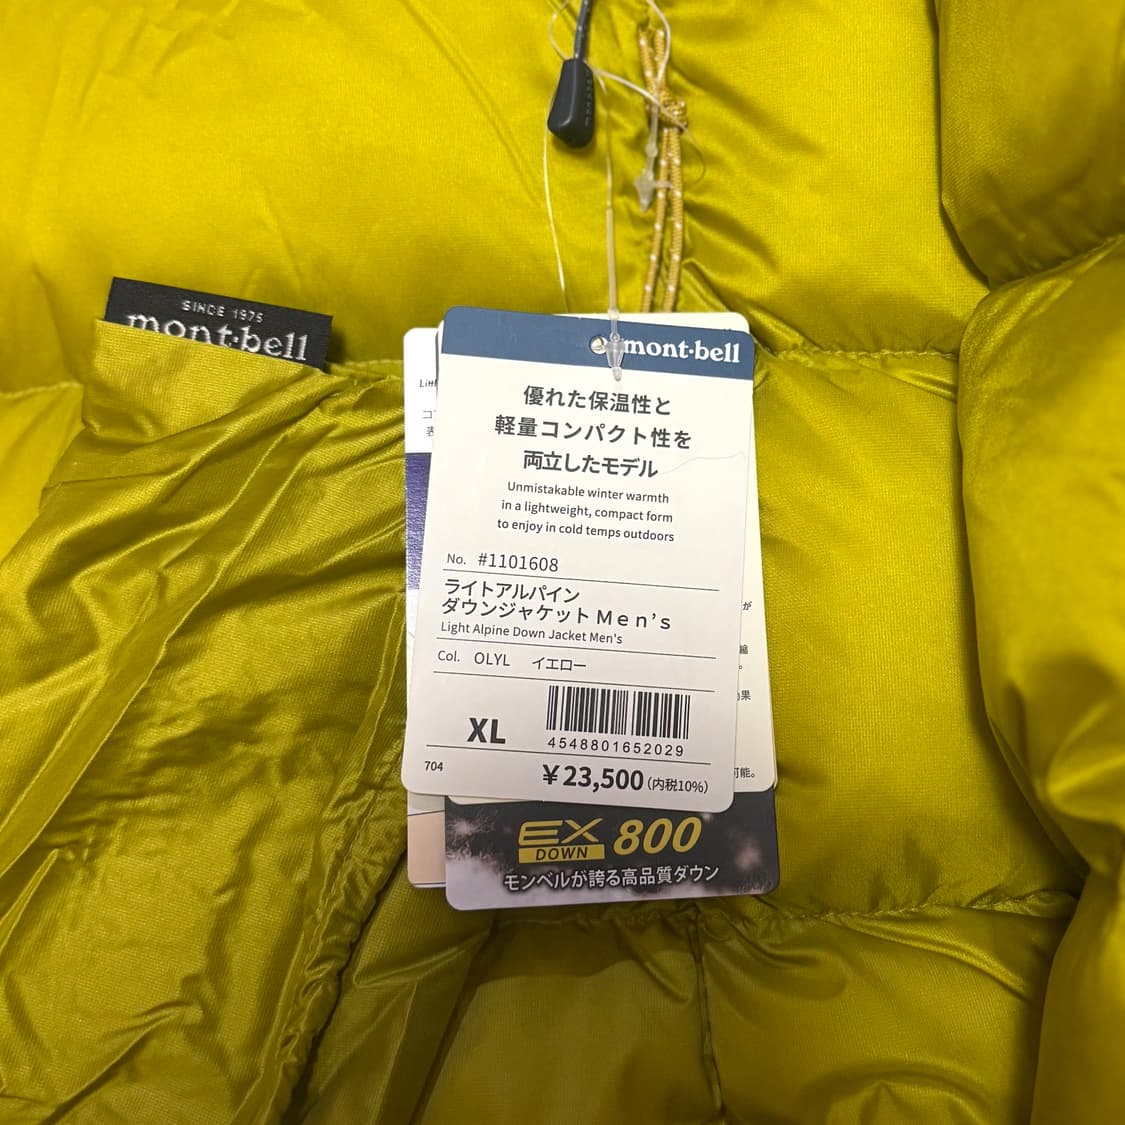 SINCE 1975
mont-bell
mont-bell
優れた保温性と
軽量コンパクト性を
両立したモデル
Unmistakable winter warmth
in a lightweight, compact form
to enjoy in cold temps outdoors
No. #1101608
ライトアルパイン
ダウンジャケット Men's
Light Alpine Down Jacket Men's
Col. OLYL イエロー
XL
4548801652029
704
¥23,500(内税10%)
可能。
EX
DOWN
800
モンベルが誇る高品質ダウン